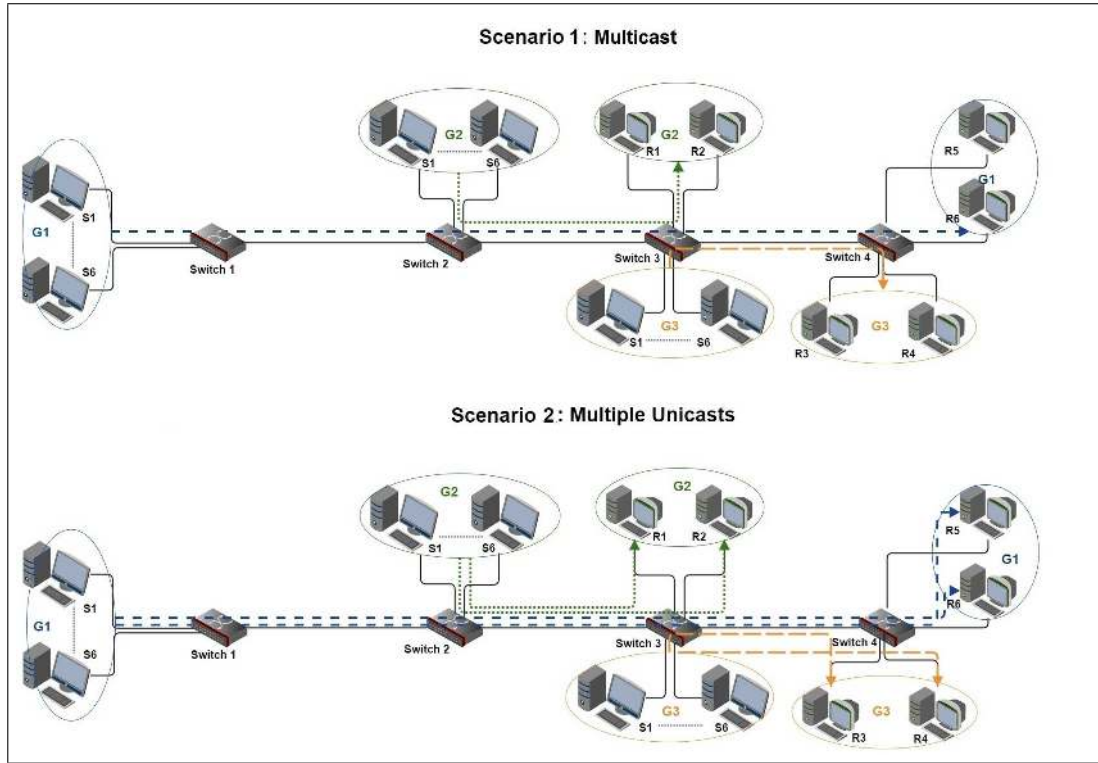 Scenario 1: Multicast
G2
S1
S6
G2
R1
R2
R5
G1
R6
G1
S1
S6
Switch 1
Switch 2
Switch 3
Switch 4
G3
S1
S6
G3
R3
R4
Scenario 2: Multiple Unicasts
G2
S1
S6
G2
R1
R2
R5
G1
R6
G1
S1
S6
Switch 1
Switch 2
Switch 3
Switch 4
G3
S1
S6
G3
R3
R4